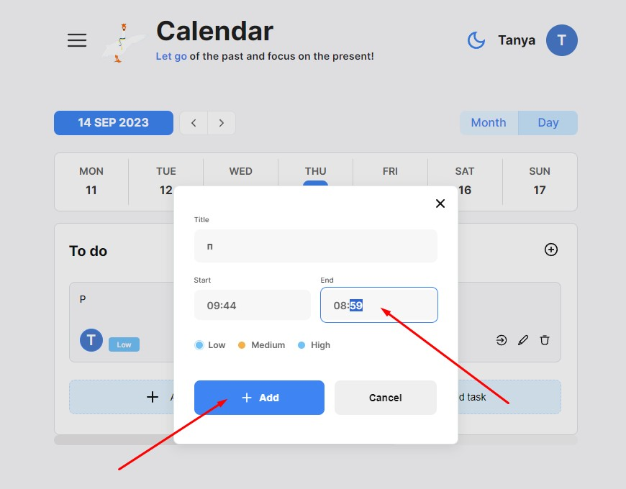 Calendar
Let go of the past and focus on the present!
Tanya T
14 SEP 2023
Month Day
MON TUE WED THU FRI SAT SUN
11 12 16 17
To do
P
T Low
Title
п
Start End
09:44 08:59
Low Medium High
Add Cancel
A d task